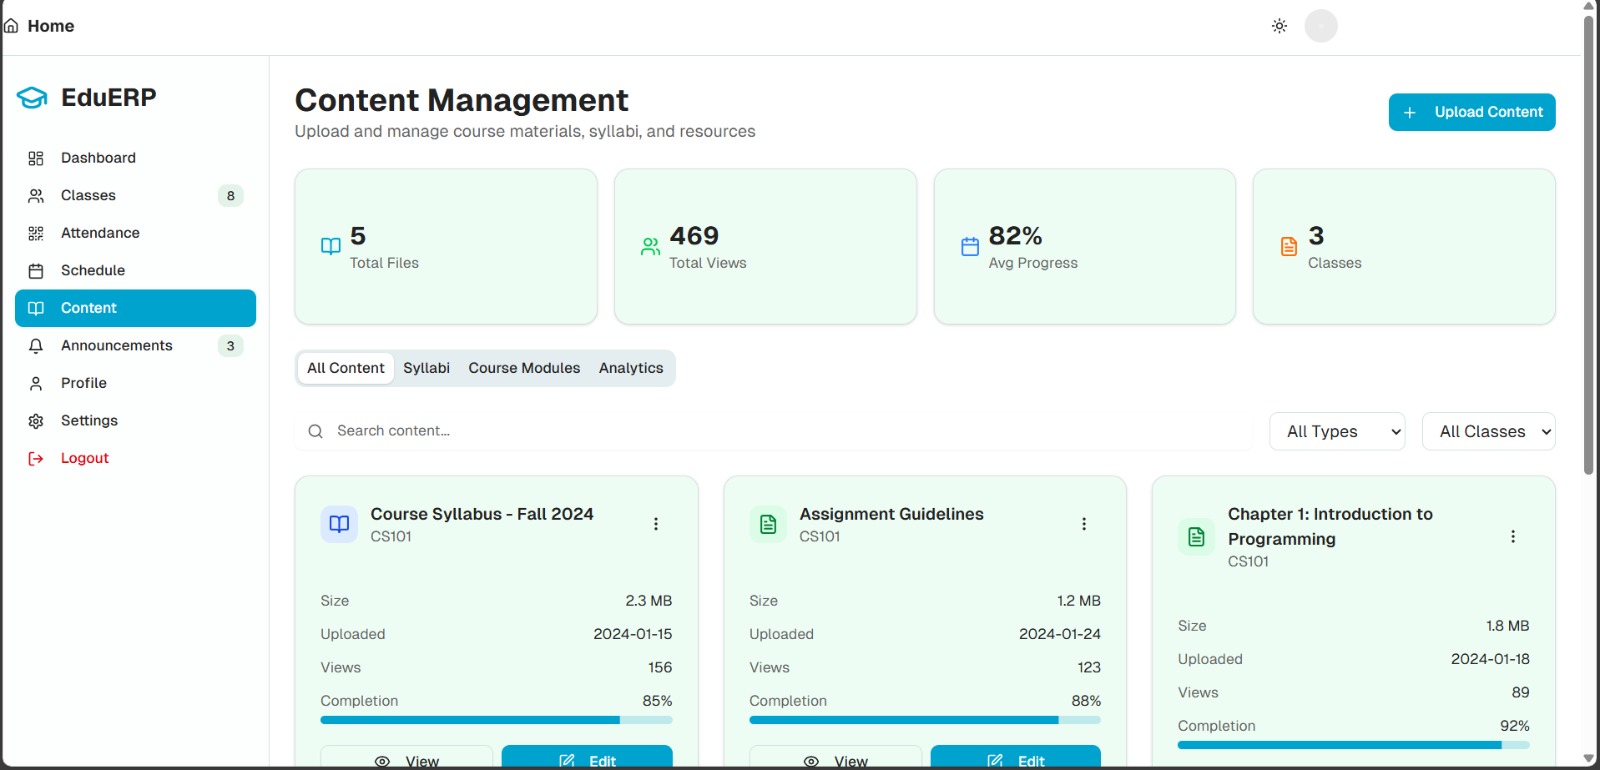 Home
EduERP
Dashboard
Classes 8
Attendance
Schedule
Content
Announcements 3
Profile
Settings
Logout
Content Management
Upload and manage course materials, syllabi, and resources
+ Upload Content
5
Total Files
469
Total Views
82%
Avg Progress
3
Classes
All Content Syllabi Course Modules Analytics
Search content...
All Types
All Classes
Course Syllabus - Fall 2024
CS101
Size 2.3 MB
Uploaded 2024-01-15
Views 156
Completion 85%
View Edit
Assignment Guidelines
CS101
Size 1.2 MB
Uploaded 2024-01-24
Views 123
Completion 88%
View Edit
Chapter 1: Introduction to
Programming
CS101
Size 1.8 MB
Uploaded 2024-01-18
Views 89
Completion 92%